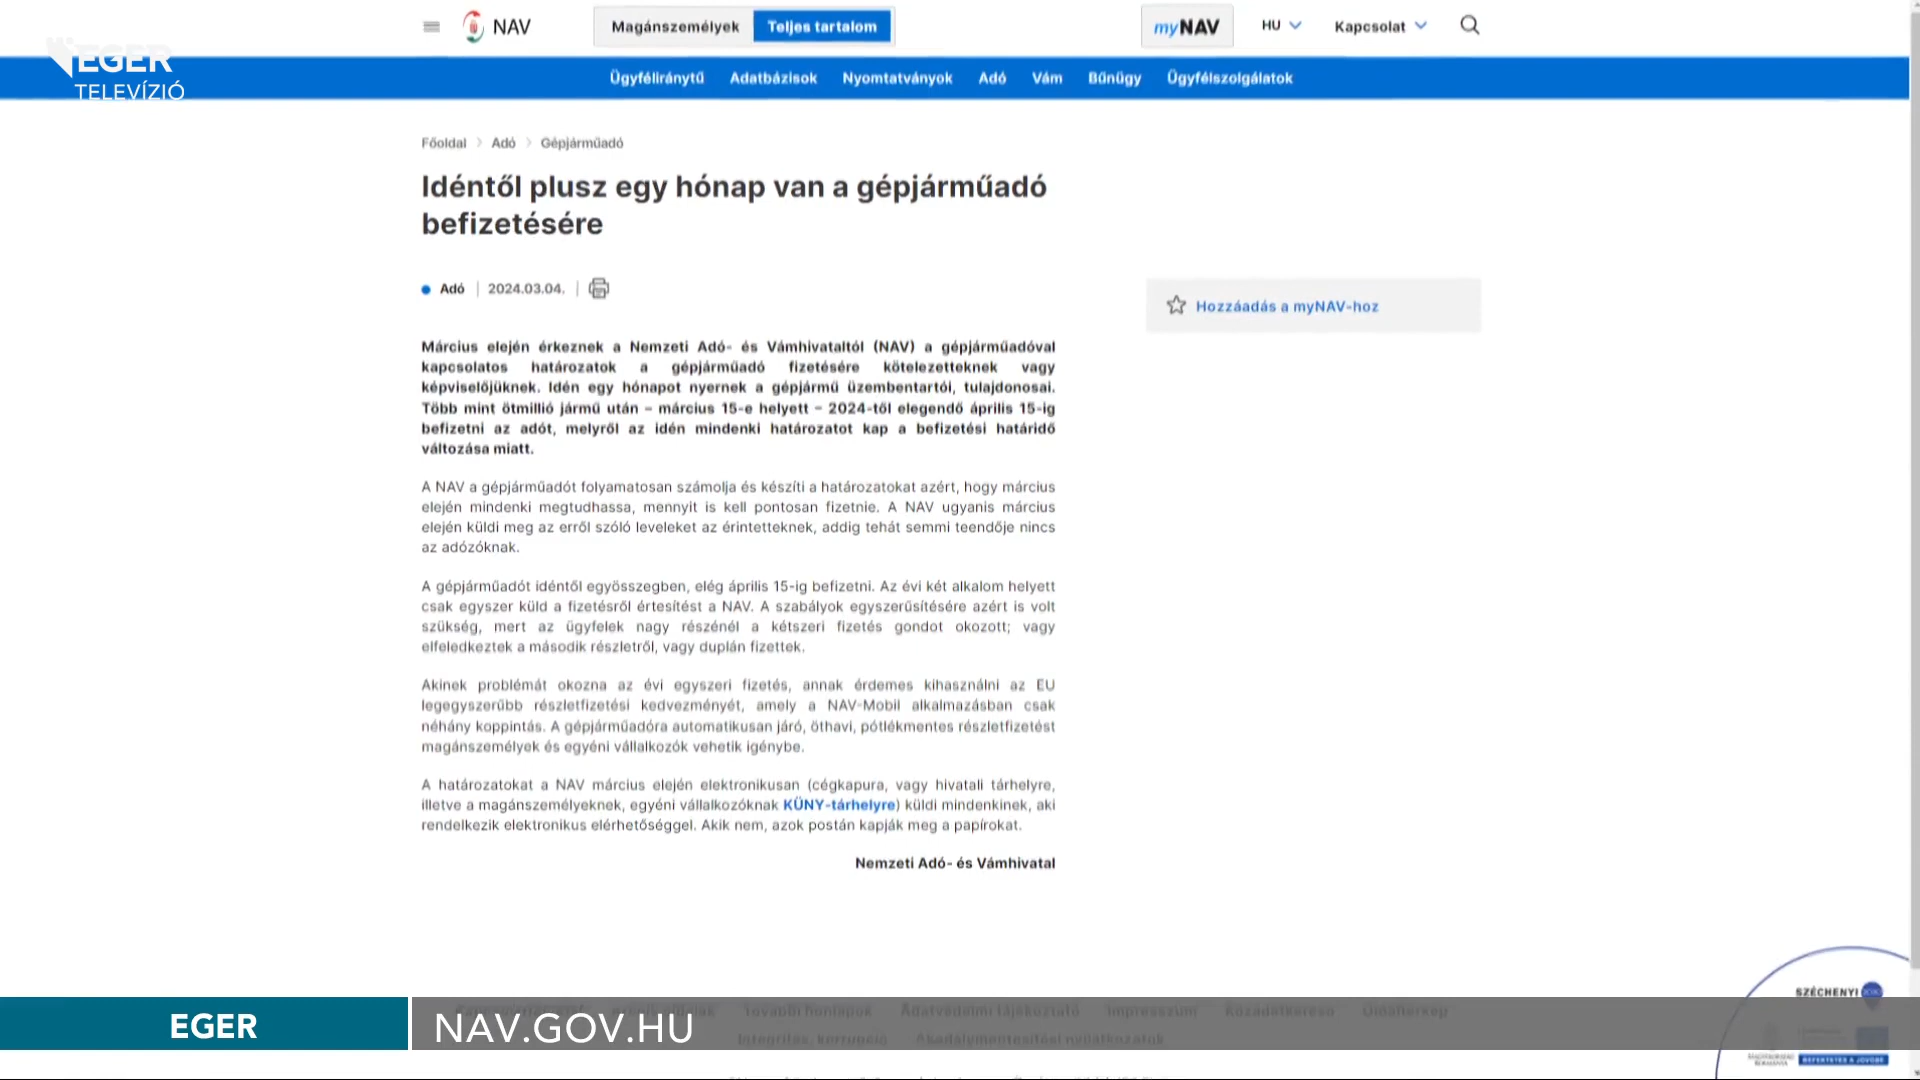 NAV
Magánszemélyek
Teljes tartalom
myNAV
HU
Kapcsolat
EGER
TELEVÍZIÓ
Ügyféliránytű
Adatbázisok
Nyomtatványok
Adó
Vám
Bűnügy
Ügyfélszolgálatok
Főoldal
Adó
Gépjárműadó
Idéntől plusz egy hónap van a gépjárműadó
befizetésére
Adó
2024.03.04.
Hozzáadás a myNAV-hoz
Március elején érkeznek a Nemzeti Adó- és Vámhivataltól (NAV) a gépjárműadóval
kapcsolatos határozatok a gépjárműadó fizetésére kötelezetteknek vagy
képviselőjüknek. Idén egy hónapot nyernek a gépjármű üzembentartói, tulajdonosai.
Több mint ötmillió jármű után – március 15-e helyett – 2024-től elegendő április 15-ig
befizetni az adót, melyről az idén mindenki határozatot kap a befizetési határidő
változása miatt.
A NAV a gépjárműadót folyamatosan számolja és készíti a határozatokat azért, hogy március
elején mindenki megtudhassa, mennyit is kell pontosan fizetnie. A NAV ugyanis március
elején küldi meg az erről szóló leveleket az érintetteknek, addig tehát semmi teendője nincs
az adózóknak.
A gépjárműadót idéntől egyösszegben, elég április 15-ig befizetni. Az évi két alkalom helyett
csak egyszer küld a fizetésről értesítést a NAV. A szabályok egyszerűsítésére azért is volt
szükség, mert az ügyfelek nagy részénél a kétszeri fizetés gondot okozott; vagy
elfeledkeztek a második részletről, vagy duplán fizettek.
Akinek problémát okozna az évi egyszeri fizetés, annak érdemes kihasználni az EU
legegyszerűbb részletfizetési kedvezményét, amely a NAV-Mobil alkalmazásban csak
néhány koppintás. A gépjárműadóra automatikusan járó, öthavi, pótlékmentes részletfizetést
magánszemélyek és egyéni vállalkozók vehetik igénybe.
A határozatokat a NAV március elején elektronikusan (cégkapura, vagy hivatali tárhelyre,
illetve a magánszemélyeknek, egyéni vállalkozóknak KÜNY-tárhelyre) küldi mindenkinek, aki
rendelkezik elektronikus elérhetőséggel. Akik nem, azok postán kapják meg a papírokat.
Nemzeti Adó- és Vámhivatal
SZÉCHENYI
További honlapok
Adatvédelmi tájékoztató
Impresszum
Közadatkereső
Oldaltérkép
EGER
NAV.GOV.HU
Integritás, korrupció
Akadálymentesítési nyilatkozatok
MAGYARORSZÁG
KORMÁNYA
BEFEKTETÉS A JÖVŐBE